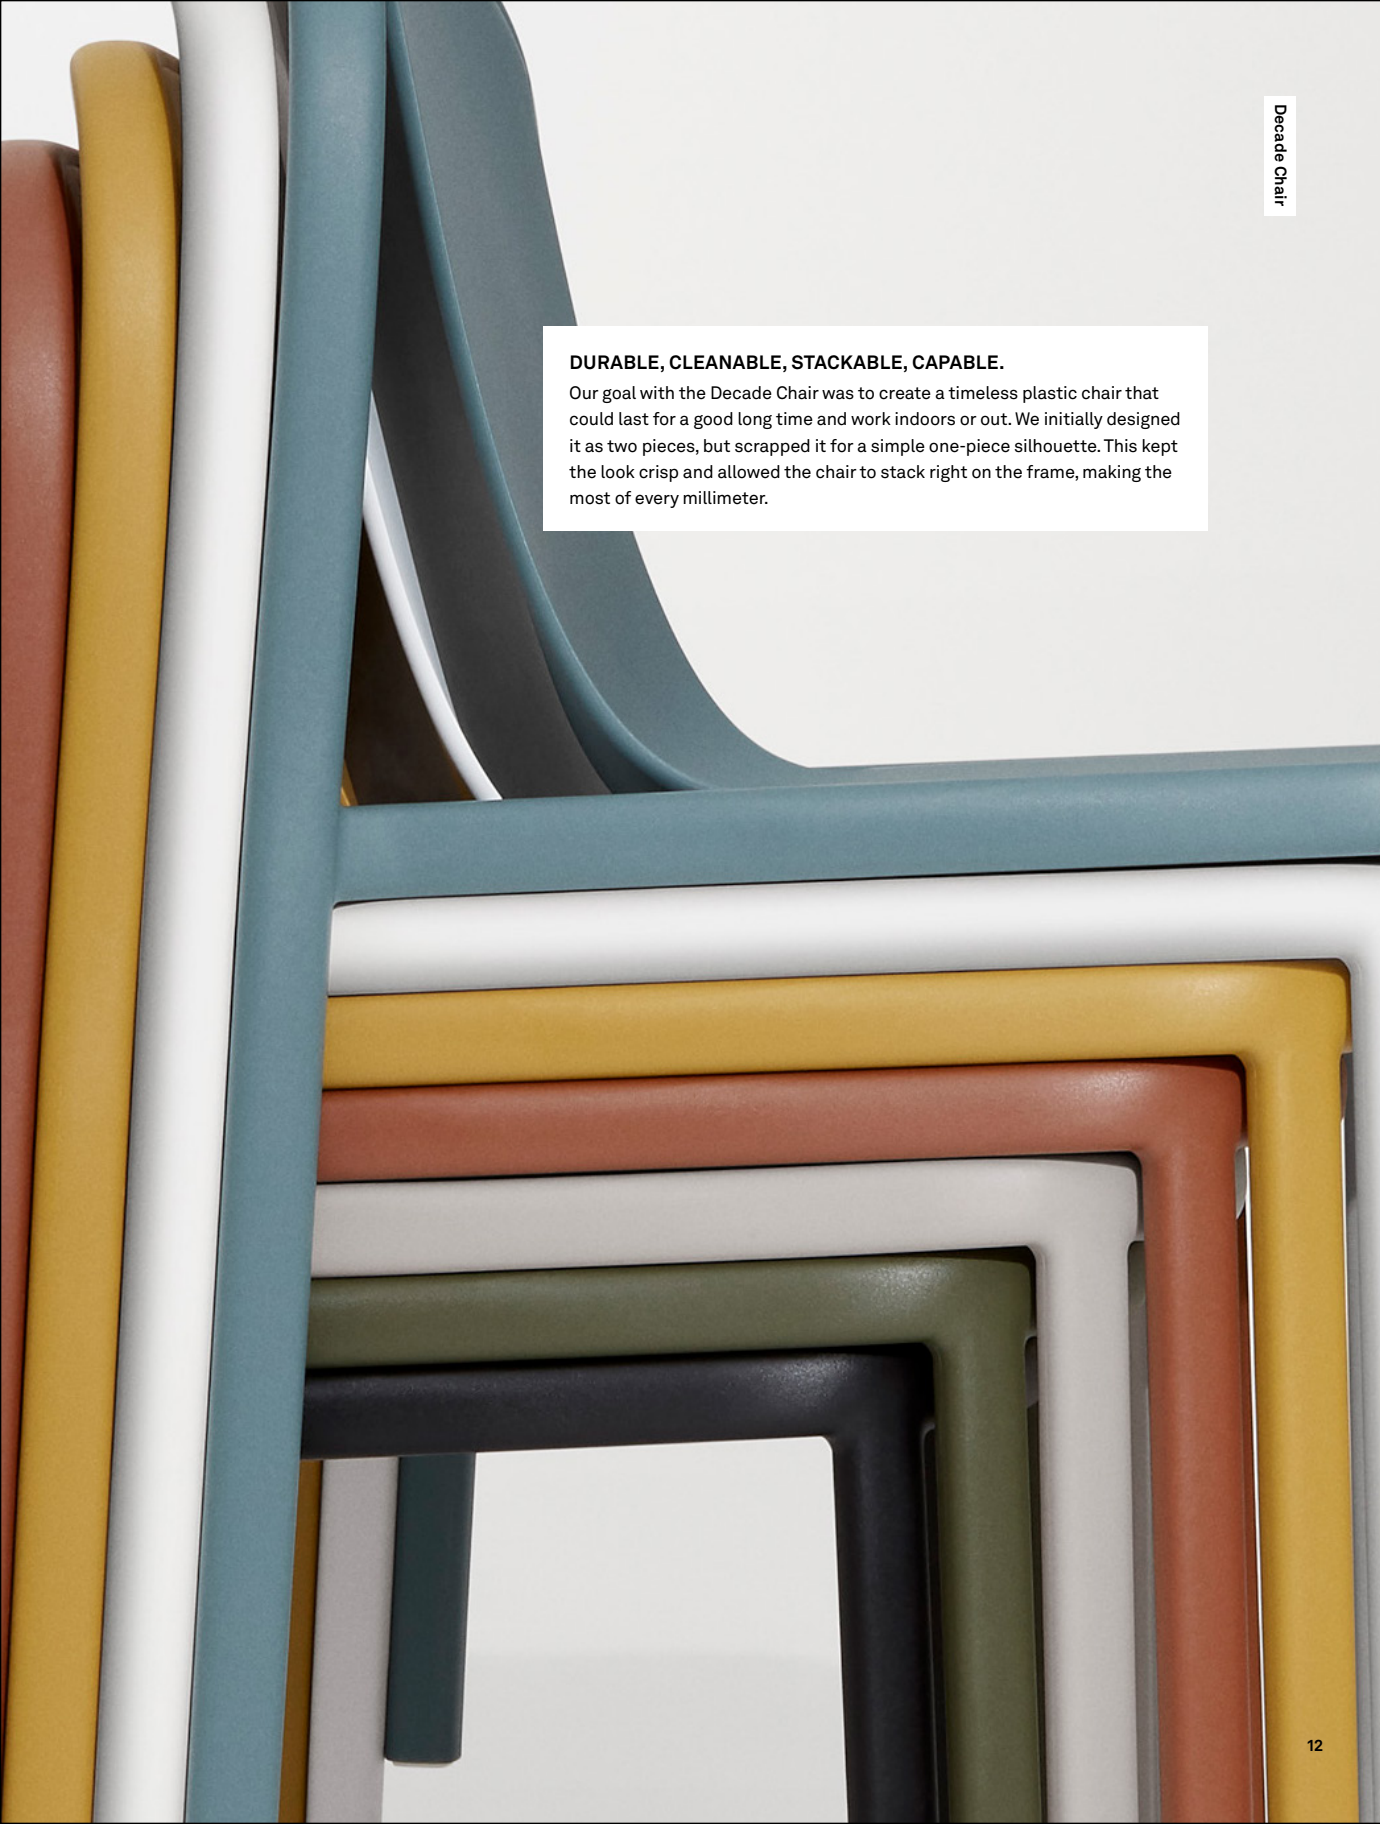 Decade Chair
DURABLE, CLEANABLE, STACKABLE, CAPABLE.
Our goal with the Decade Chair was to create a timeless plastic chair that
could last for a good long time and work indoors or out. We initially designed
it as two pieces, but scrapped it for a simple one-piece silhouette. This kept
the look crisp and allowed the chair to stack right on the frame, making the
most of every millimeter.
12